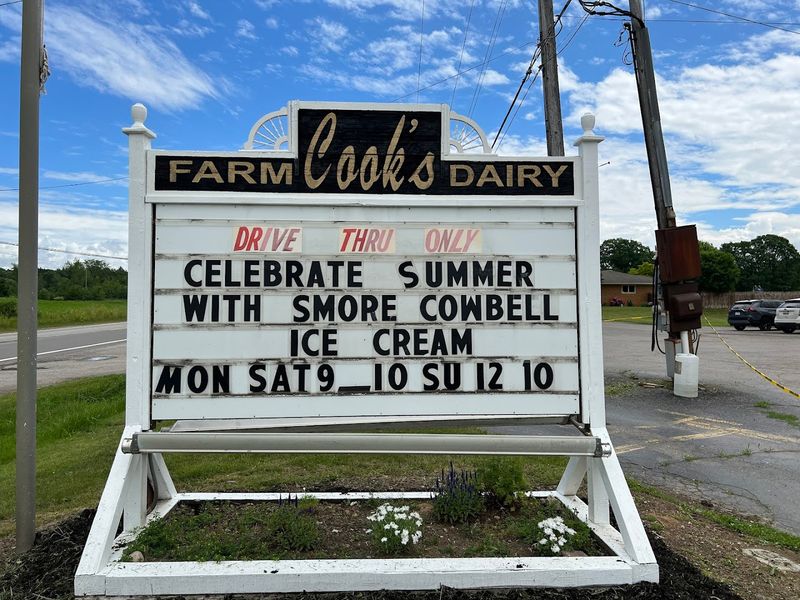 FARM Cook's DAIRY
DRIVE THRU ONLY
CELEBRATE SUMMER
WITH SMORE COWBELL
ICE CREAM
MON SAT 9_10 SU 12 10